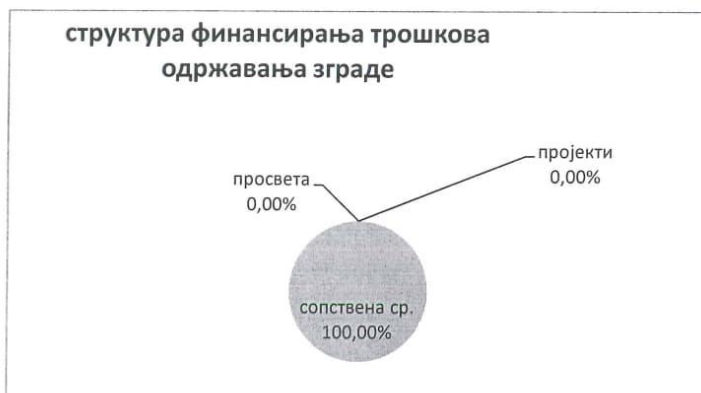 структура финансирања трошкова
одржавања зграде
пројекти
0,00%
просвета
0,00%
сопствена ср.
100,00%